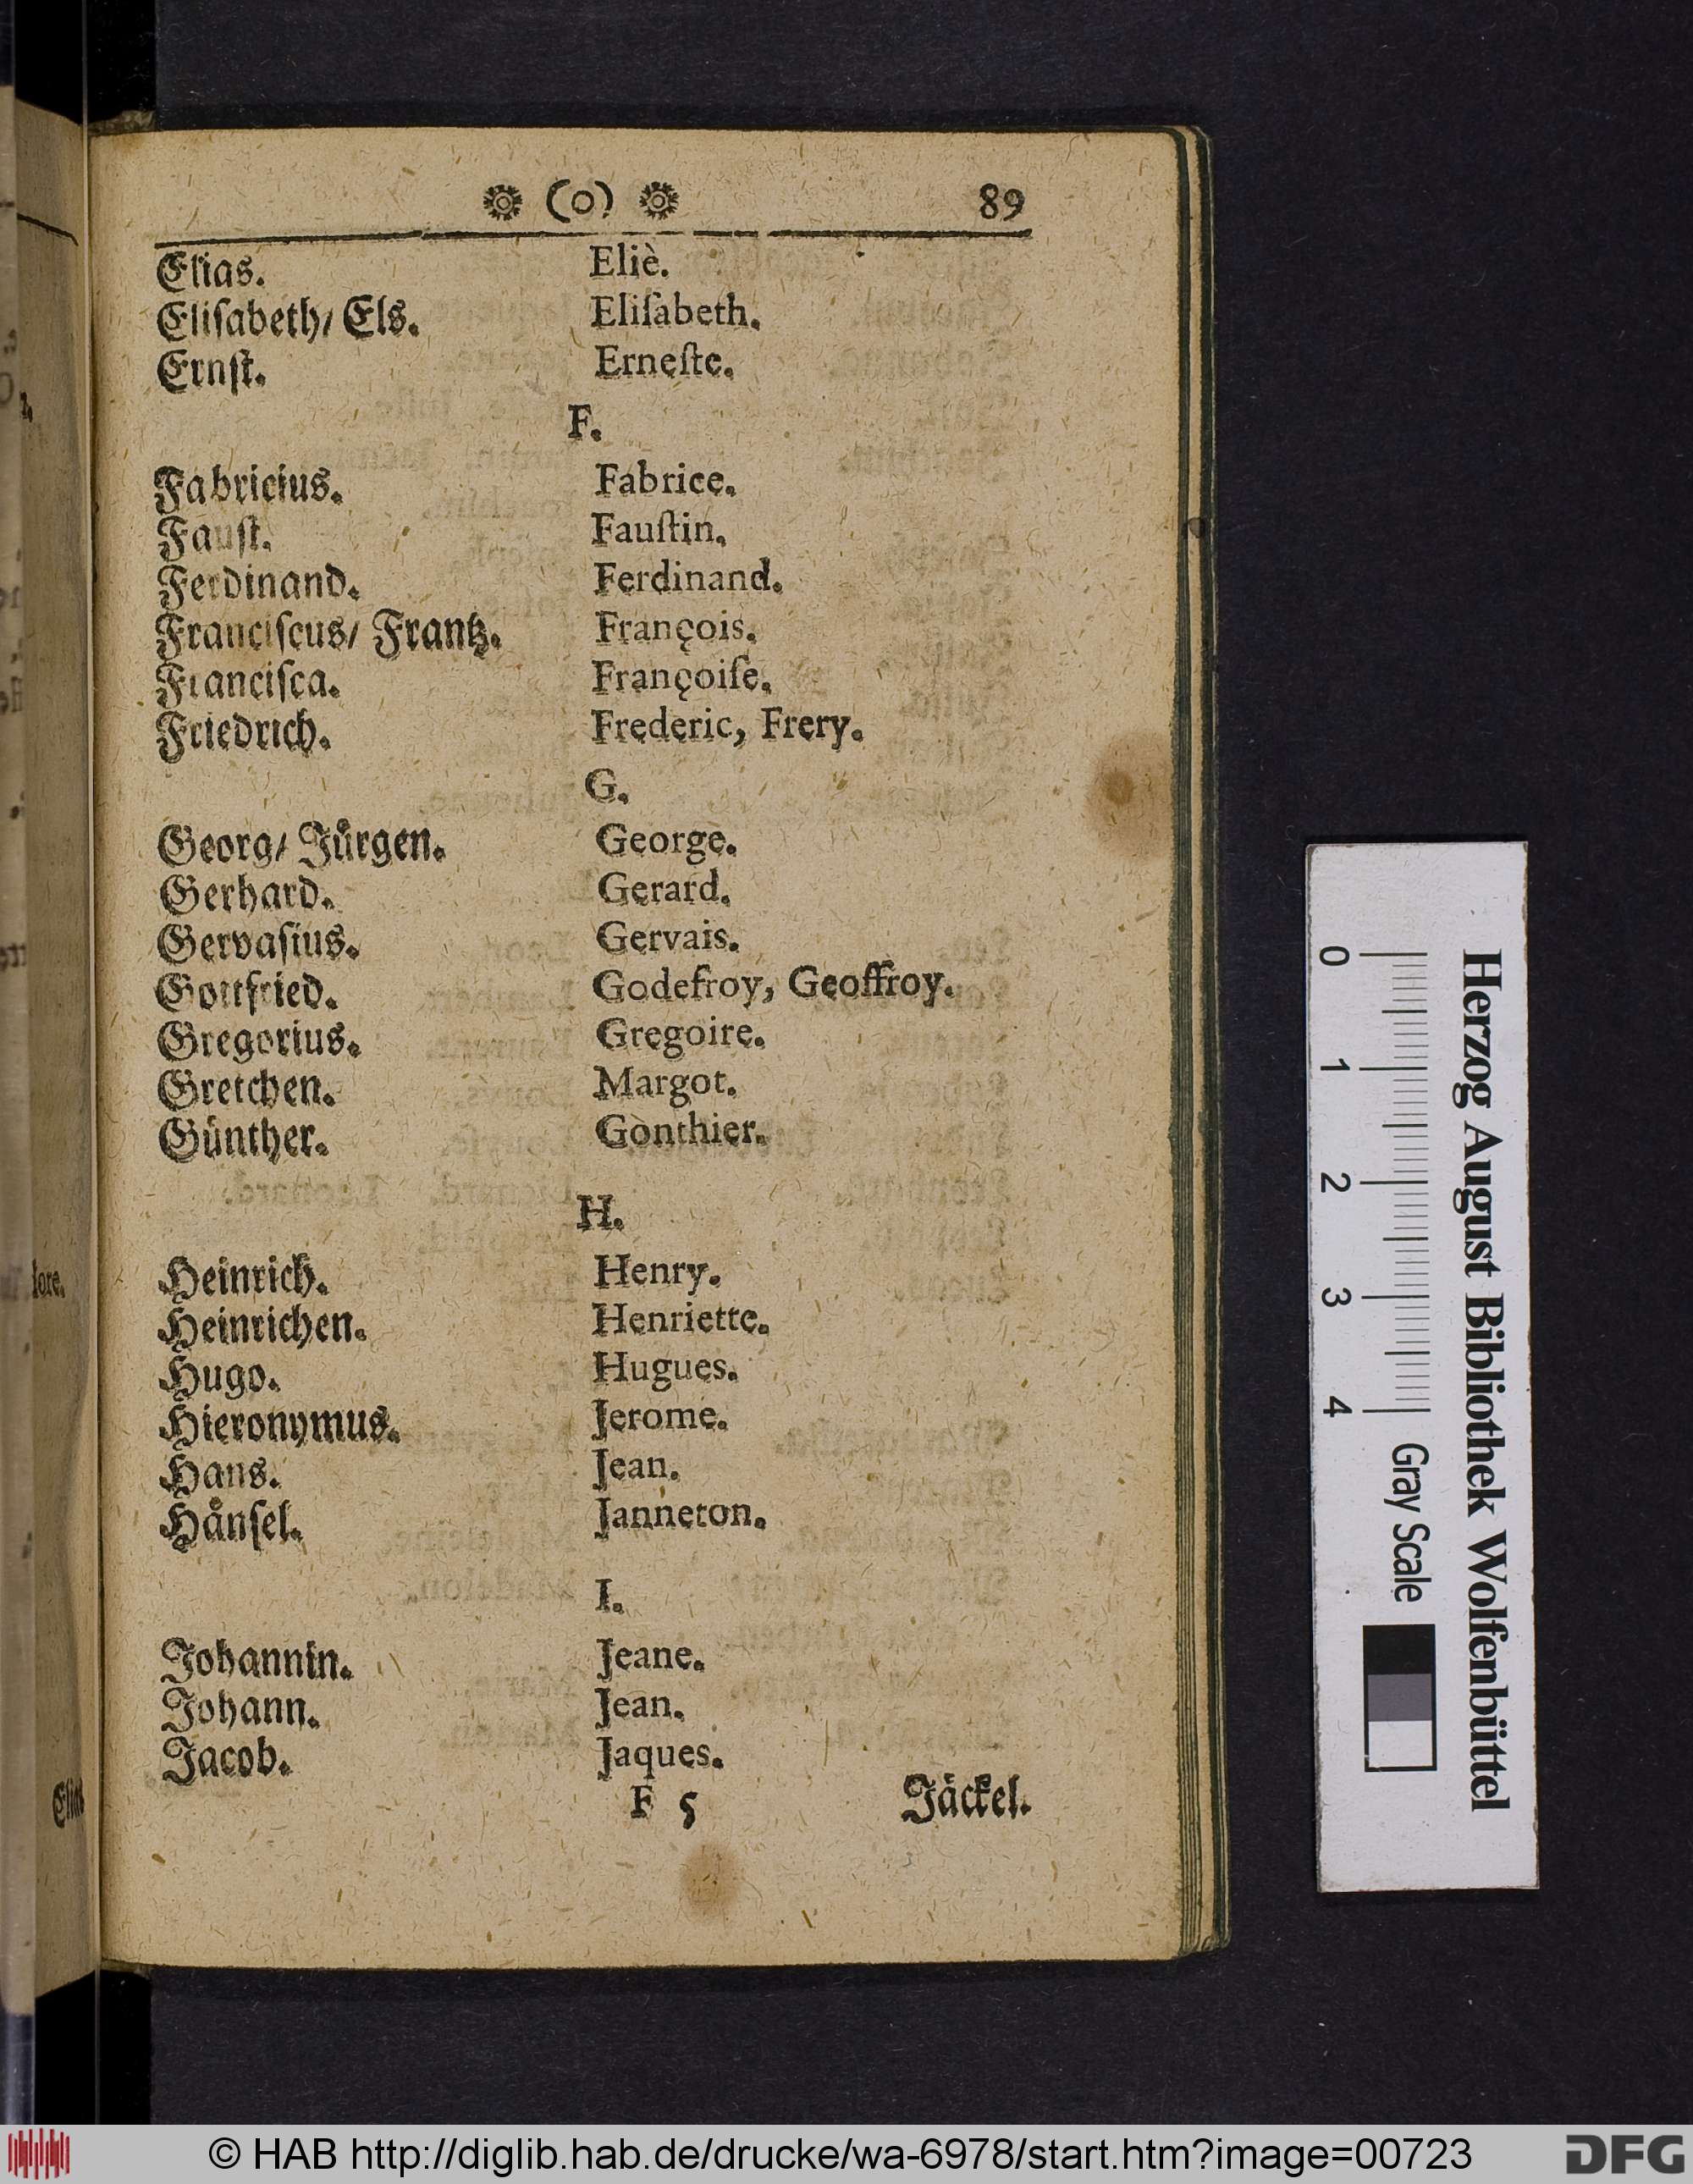 ❋ (o) ❋ 89
Elias. Eliè.
Eliſabeth/ Els. Eliſabeth.
Ernſt. Erneſte.
F.
Fabricius. Fabrice.
Fauſt. Fauſtin.
Ferdinand. Ferdinand.
Franciſcus/ Frantz. François.
Franciſca. Françoiſe.
Friedrich. Frederic, Frery.
G.
Georg/ Jürgen. George.
Gerhard. Gerard.
Gervaſius. Gervais.
Gottfried. Godefroy, Geoffroy.
Gregorius. Gregoire.
Gretchen. Margot.
Günther. Gonthier.
H.
Heinrich. Henry.
Heinrichen. Henriette.
Hugo. Hugues.
Hieronymus. Jerome.
Hans. Jean.
Hånſel. Janneton.
I.
Johannin. Jeane.
Johann. Jean.
Jacob. Jaques.
F 5 Jäckel.
lore.
Elias
0 1 2 3 4 Gray Scale
Herzog August Bibliothek Wolfenbüttel
© HAB http://diglib.hab.de/drucke/wa-6978/start.htm?image=00723
DFG